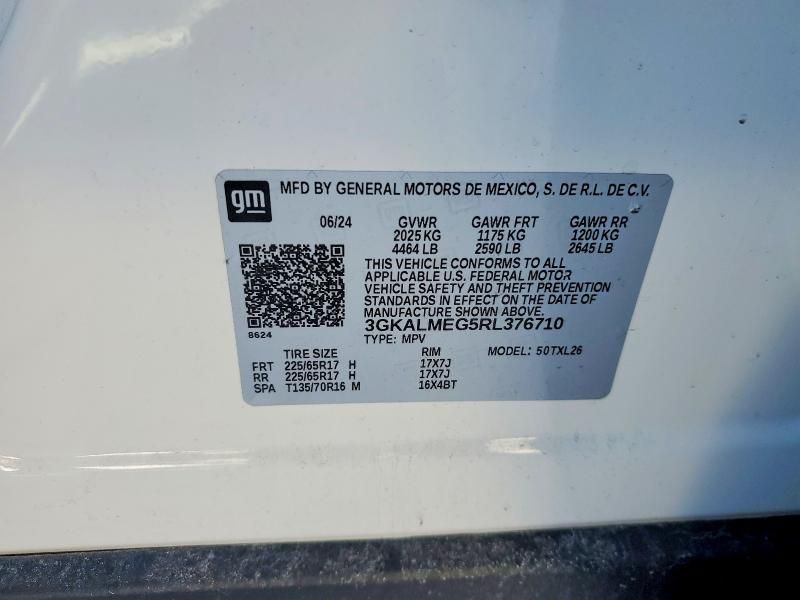 gm
MFD BY GENERAL MOTORS DE MEXICO, S. DE R.L. DE C.V.
06/24 GVWR GAWR FRT GAWR RR
2025 KG 1175 KG 1200 KG
4464 LB 2590 LB 2645 LB
THIS VEHICLE CONFORMS TO ALL
APPLICABLE U.S. FEDERAL MOTOR
VEHICLE SAFETY AND THEFT PREVENTION
STANDARDS IN EFFECT ON THE DATE OF
MANUFACTURE SHOWN ABOVE.
8624
3GKALMEG5RL376710
TYPE: MPV
TIRE SIZE RIM MODEL: 50TXL26
FRT 225/65R17 H 17X7J
RR 225/65R17 H 17X7J
SPA T135/70R16 M 16X4BT